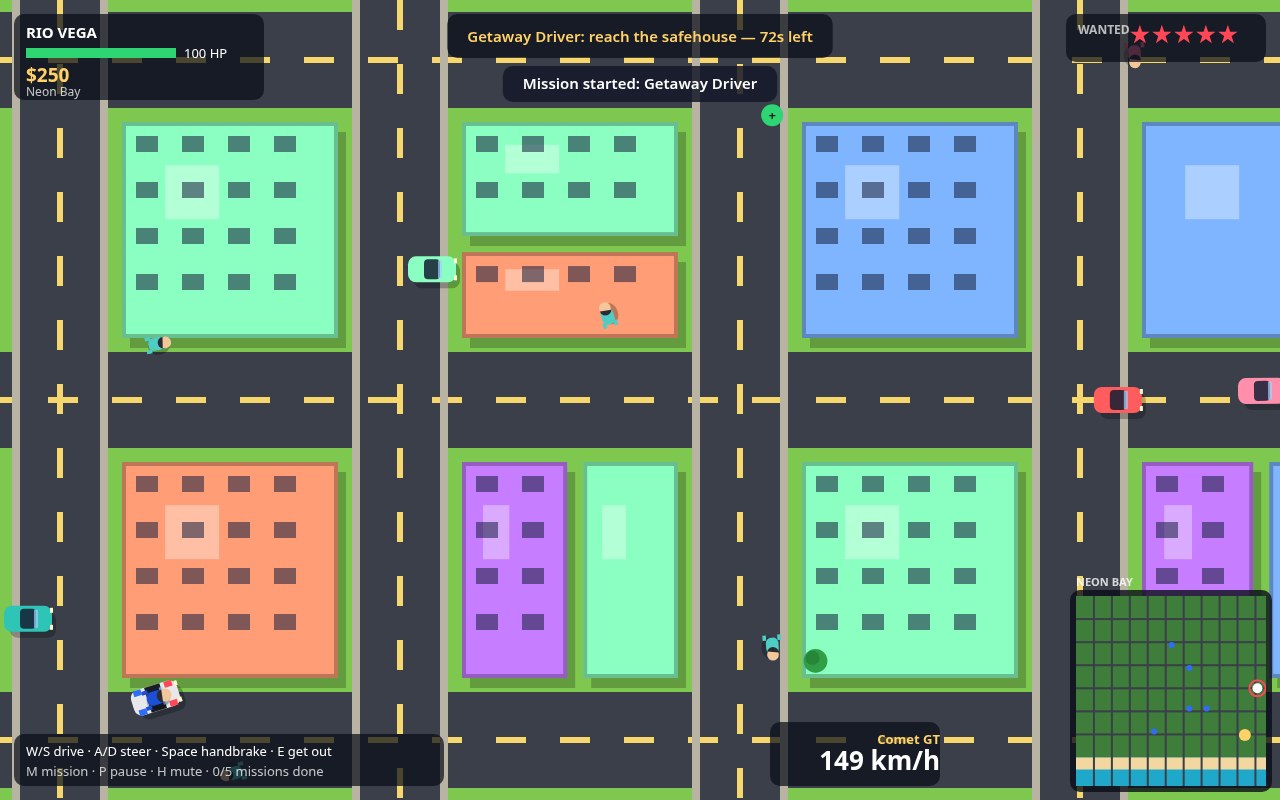 RIO VEGA
100 HP
$250
Neon Bay
Getaway Driver: reach the safehouse — 72s left
Mission started: Getaway Driver
WANTED ★★★★★
+
NEON BAY
W/S drive · A/D steer · Space handbrake · E get out
M mission · P pause · H mute · 0/5 missions done
Comet GT
149 km/h